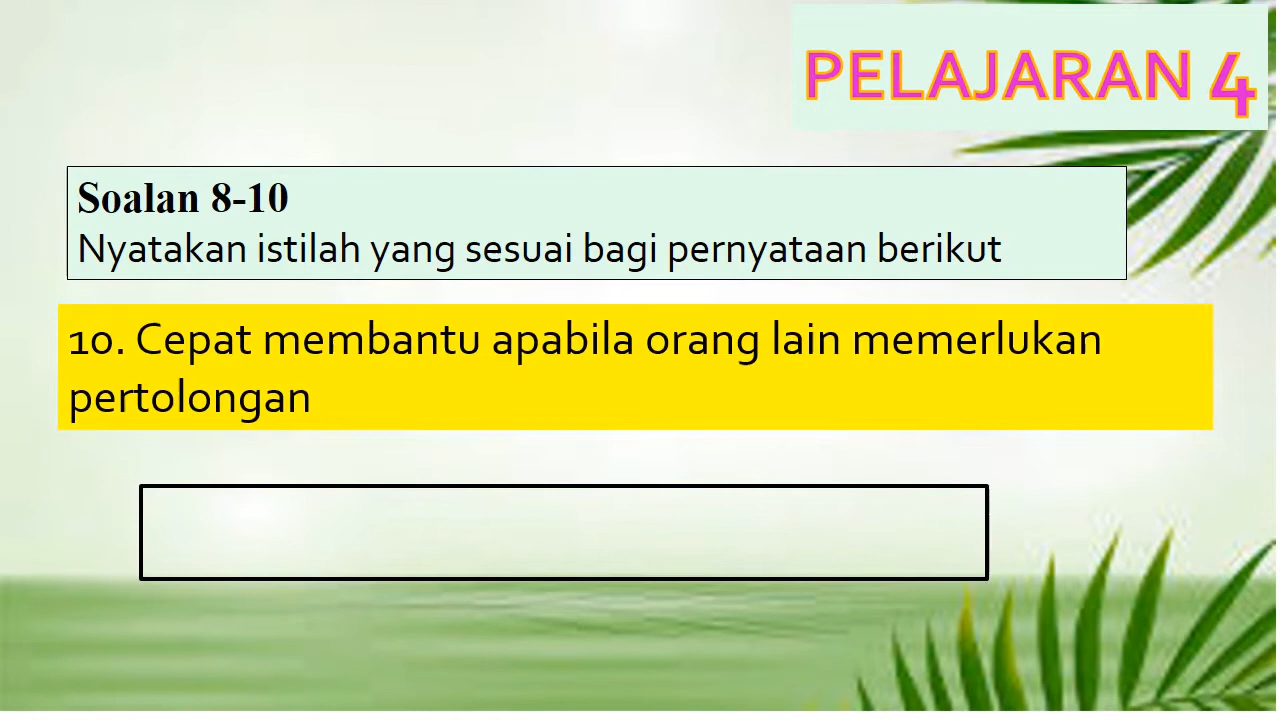 PELAJARAN 4
Soalan 8-10
Nyatakan istilah yang sesuai bagi pernyataan berikut
10. Cepat membantu apabila orang lain memerlukan
pertolongan